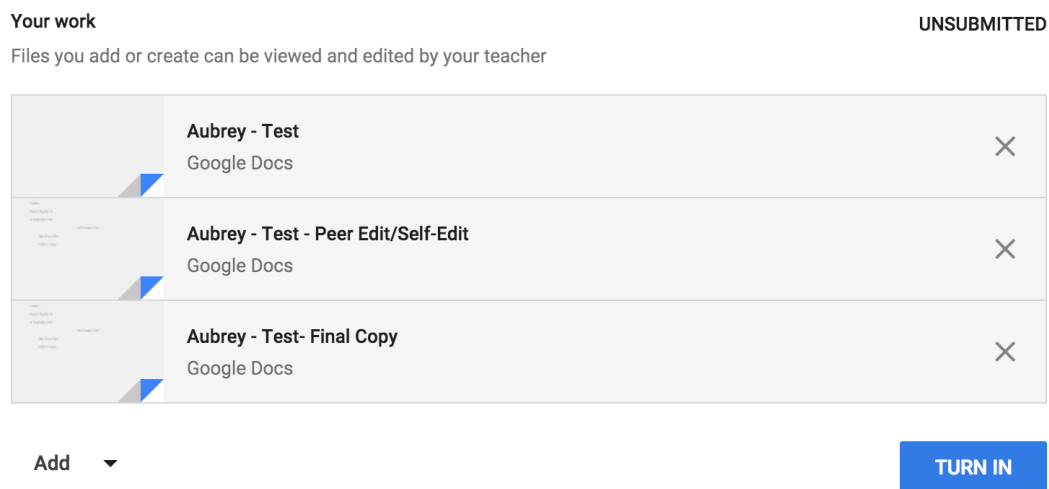 Your work
UNSUBMITTED
Files you add or create can be viewed and edited by your teacher
Aubrey - Test
Google Docs
Aubrey - Test - Peer Edit/Self-Edit
Google Docs
Aubrey - Test- Final Copy
Google Docs
Add
TURN IN